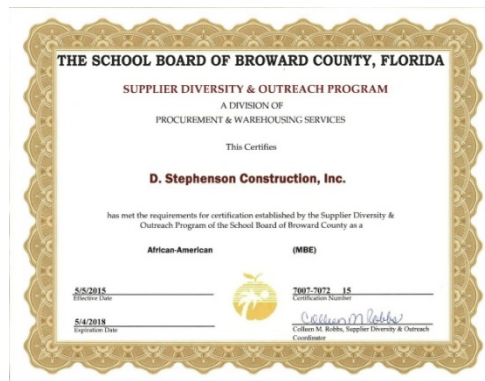 THE SCHOOL BOARD OF BROWARD COUNTY, FLORIDA
SUPPLIER DIVERSITY & OUTREACH PROGRAM
A DIVISION OF
PROCUREMENT & WAREHOUSING SERVICES
This Certifies
D. Stephenson Construction, Inc.
has met the requirements for certification established by the Supplier Diversity &
Outreach Program of the School Board of Broward County as a
African-American (MBE)
5/5/2015 7007-7072 15
Effective Date Certification Number
5/4/2018 Colleen M Robbs
Expiration Date Colleen M. Robbs, Supplier Diversity & Outreach
Coordinator